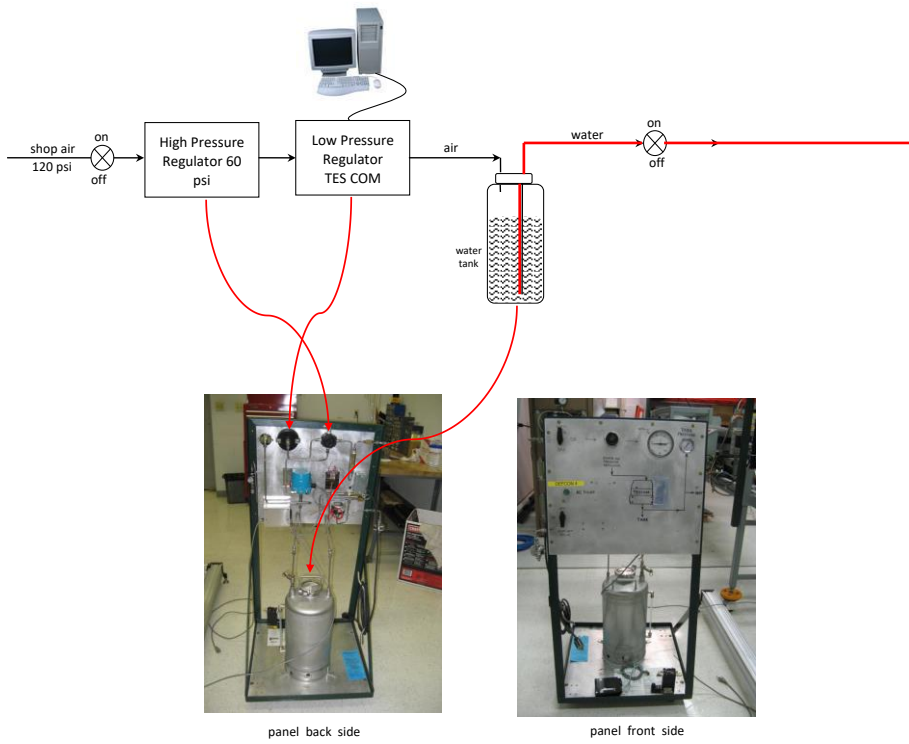 on
shop air
120 psi
off
High Pressure
Regulator 60
psi
Low Pressure
Regulator
TES COM
air
water
on
off
water
tank
panel back side
panel front side